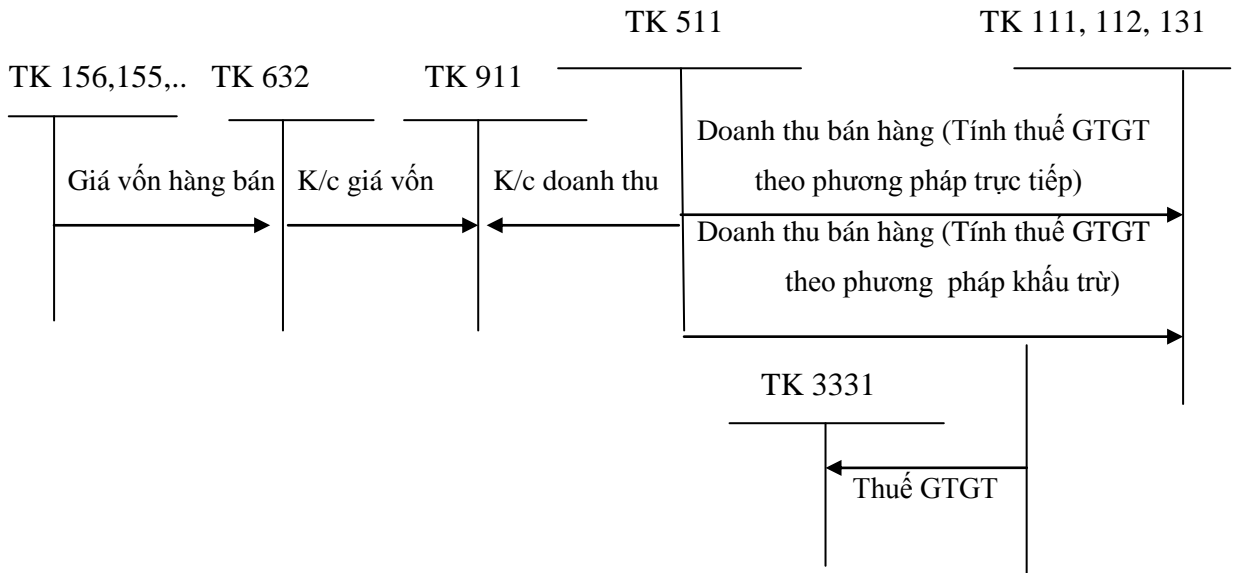 TK 511
TK 111, 112, 131
TK 156,155,..
TK 632
TK 911
Doanh thu bán hàng (Tính thuế GTGT
theo phương pháp trực tiếp)
Giá vốn hàng bán
K/c giá vốn
K/c doanh thu
Doanh thu bán hàng (Tính thuế GTGT
theo phương pháp khấu trừ)
TK 3331
Thuế GTGT